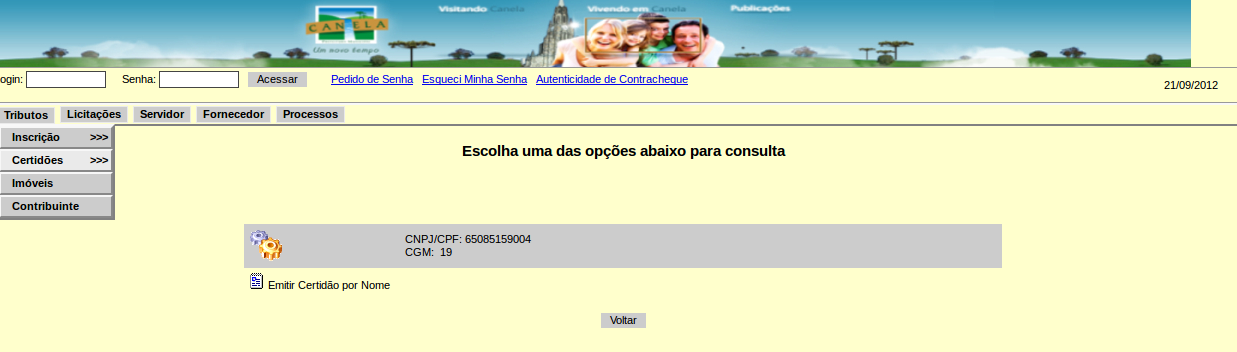 Visitando Canela
Vivendo em Canela
Publicações
CANELA
Um novo tempo
ogin:
Senha:
Acessar
Pedido de Senha
Esqueci Minha Senha
Autenticidade de Contracheque
21/09/2012
Tributos
Licitações
Servidor
Fornecedor
Processos
Inscrição >>>
Certidões >>>
Imóveis
Contribuinte
Escolha uma das opções abaixo para consulta
CNPJ/CPF: 65085159004
CGM: 19
Emitir Certidão por Nome
Voltar